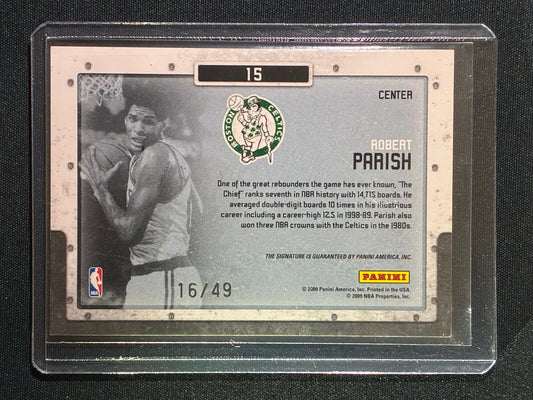 15
CENTER
BOSTON CELTICS
ROBERT
PARISH
One of the great rebounders the game has ever known, "The
Chief" ranks seventh in NBA history with 14,715 boards. He
averaged double-digit boards 10 times in his illustrious
career including a career-high 12.5 in 1998-89. Parish also
won three NBA crowns with the Celtics in the 1980s.
THE SIGNATURE IS GUARANTEED BY PANINI AMERICA, INC.
PANINI
© 2009 Panini America, Inc. Printed in the USA.
© 2009 NBA Properties, Inc.
NBA
16/49